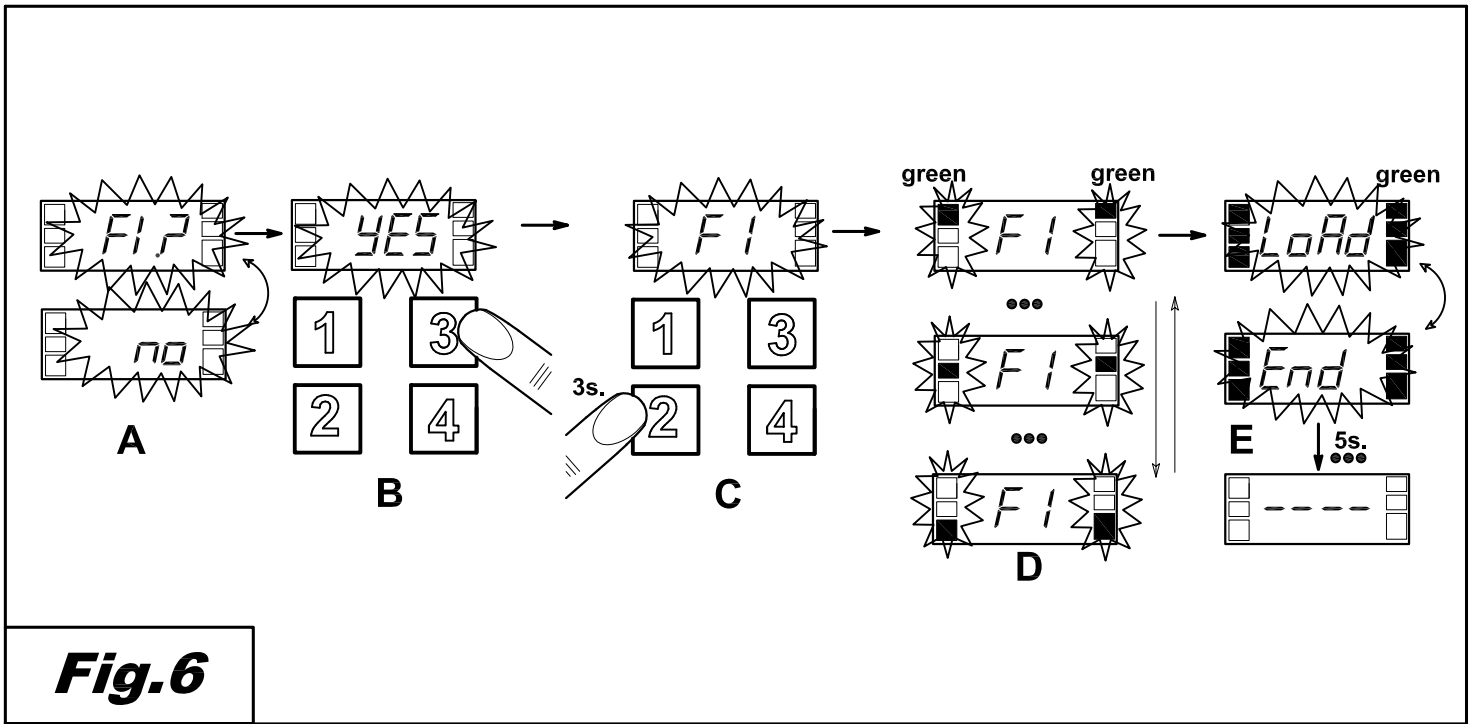 F1.?
no
A
YES
1
3
2
4
B
3s.
F1
1
3
2
4
C
green
green
F1
F1
F1
D
green
LoAd
End
E
5s.
----
Fig.6